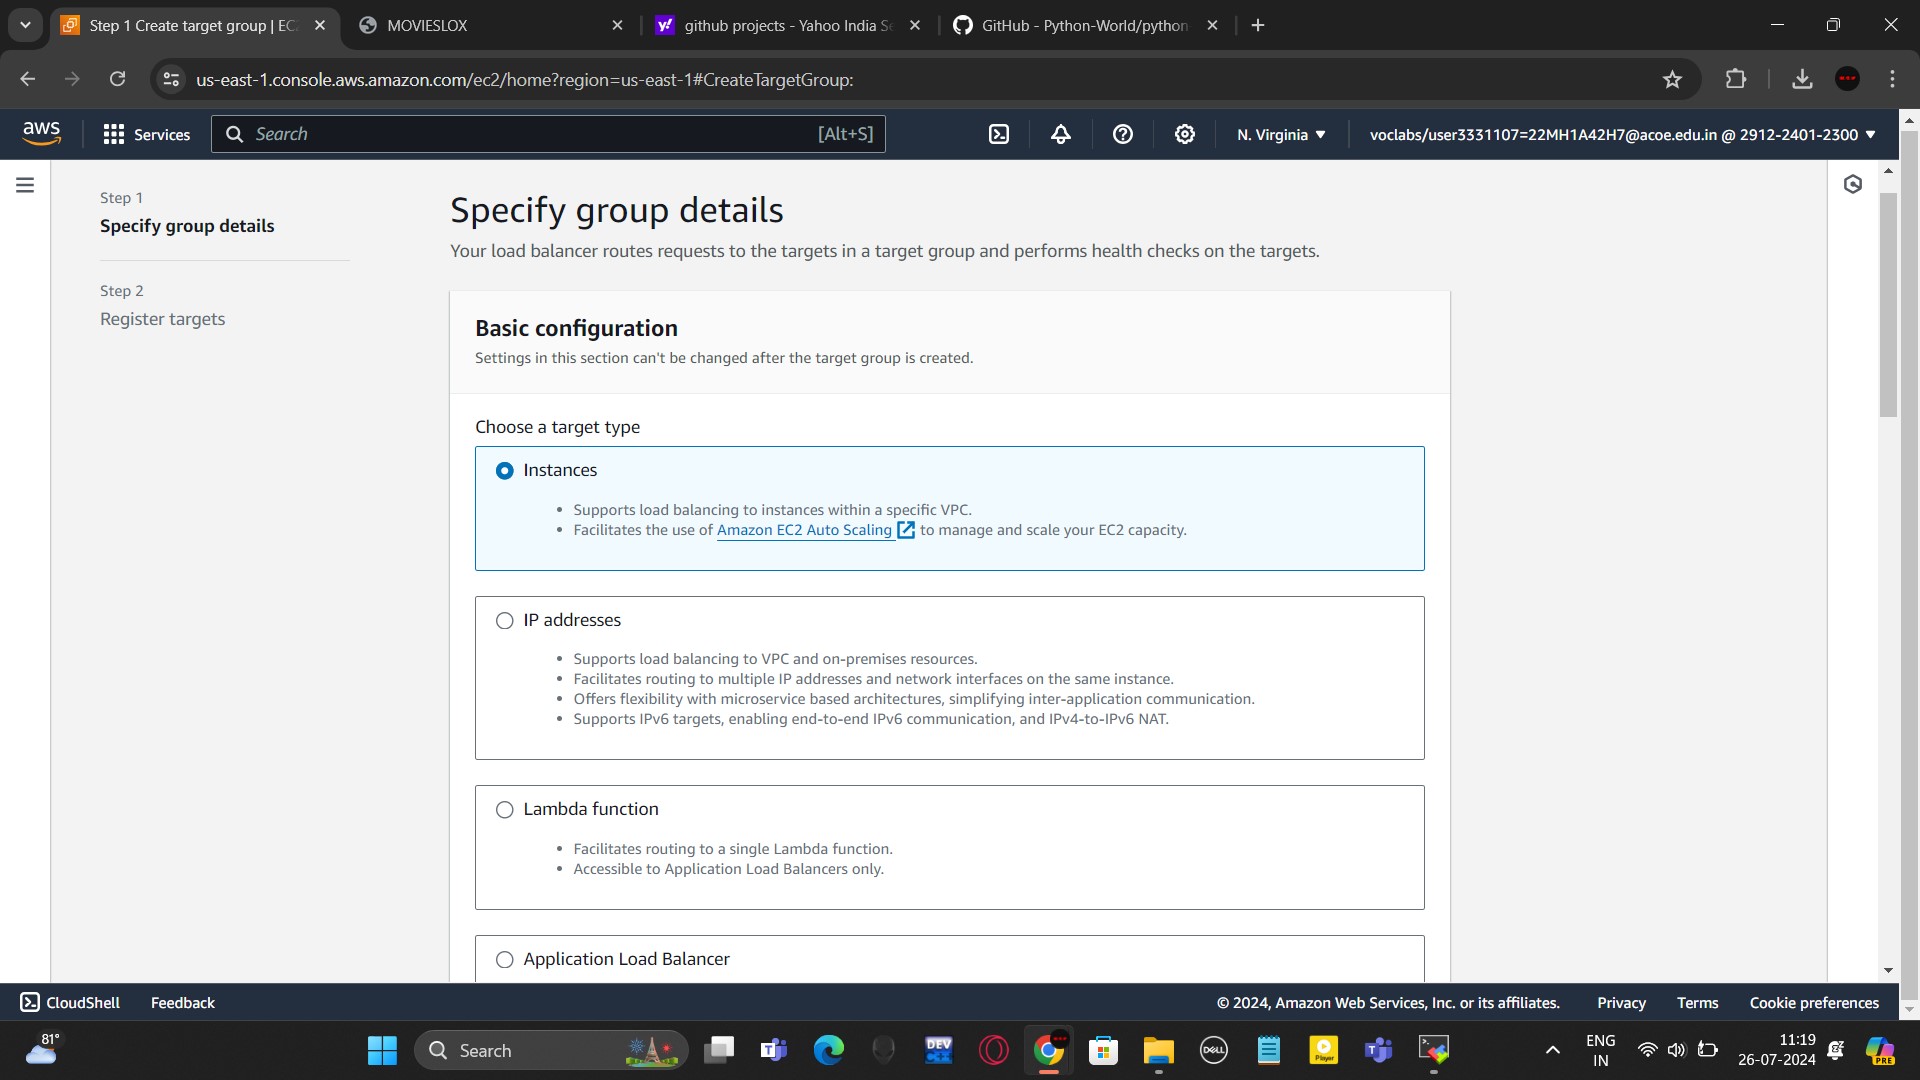 Step 1 Create target group | EC
MOVIESLOX
github projects - Yahoo India Se
GitHub - Python-World/python
us-east-1.console.aws.amazon.com/ec2/home?region=us-east-1#CreateTargetGroup:
aws
Services
Search
[Alt+S]
N. Virginia
voclabs/user3331107=22MH1A42H7@acoe.edu.in @ 2912-2401-2300
Step 1
Specify group details
Step 2
Register targets
Specify group details
Your load balancer routes requests to the targets in a target group and performs health checks on the targets.
Basic configuration
Settings in this section can't be changed after the target group is created.
Choose a target type
Instances
• Supports load balancing to instances within a specific VPC.
• Facilitates the use of Amazon EC2 Auto Scaling to manage and scale your EC2 capacity.
IP addresses
• Supports load balancing to VPC and on-premises resources.
• Facilitates routing to multiple IP addresses and network interfaces on the same instance.
• Offers flexibility with microservice based architectures, simplifying inter-application communication.
• Supports IPv6 targets, enabling end-to-end IPv6 communication, and IPv4-to-IPv6 NAT.
Lambda function
• Facilitates routing to a single Lambda function.
• Accessible to Application Load Balancers only.
Application Load Balancer
CloudShell
Feedback
© 2024, Amazon Web Services, Inc. or its affiliates.
Privacy
Terms
Cookie preferences
81°
Search
DEV
C++
DELL
Player
ENG
IN
11:19
26-07-2024
PRE